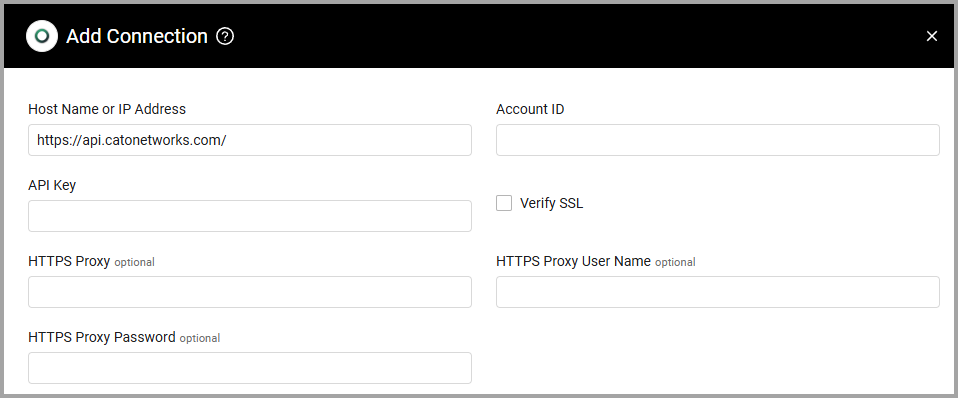 Add Connection ?
Host Name or IP Address
Account ID
https://api.catonetworks.com/
API Key
Verify SSL
HTTPS Proxy optional
HTTPS Proxy User Name optional
HTTPS Proxy Password optional